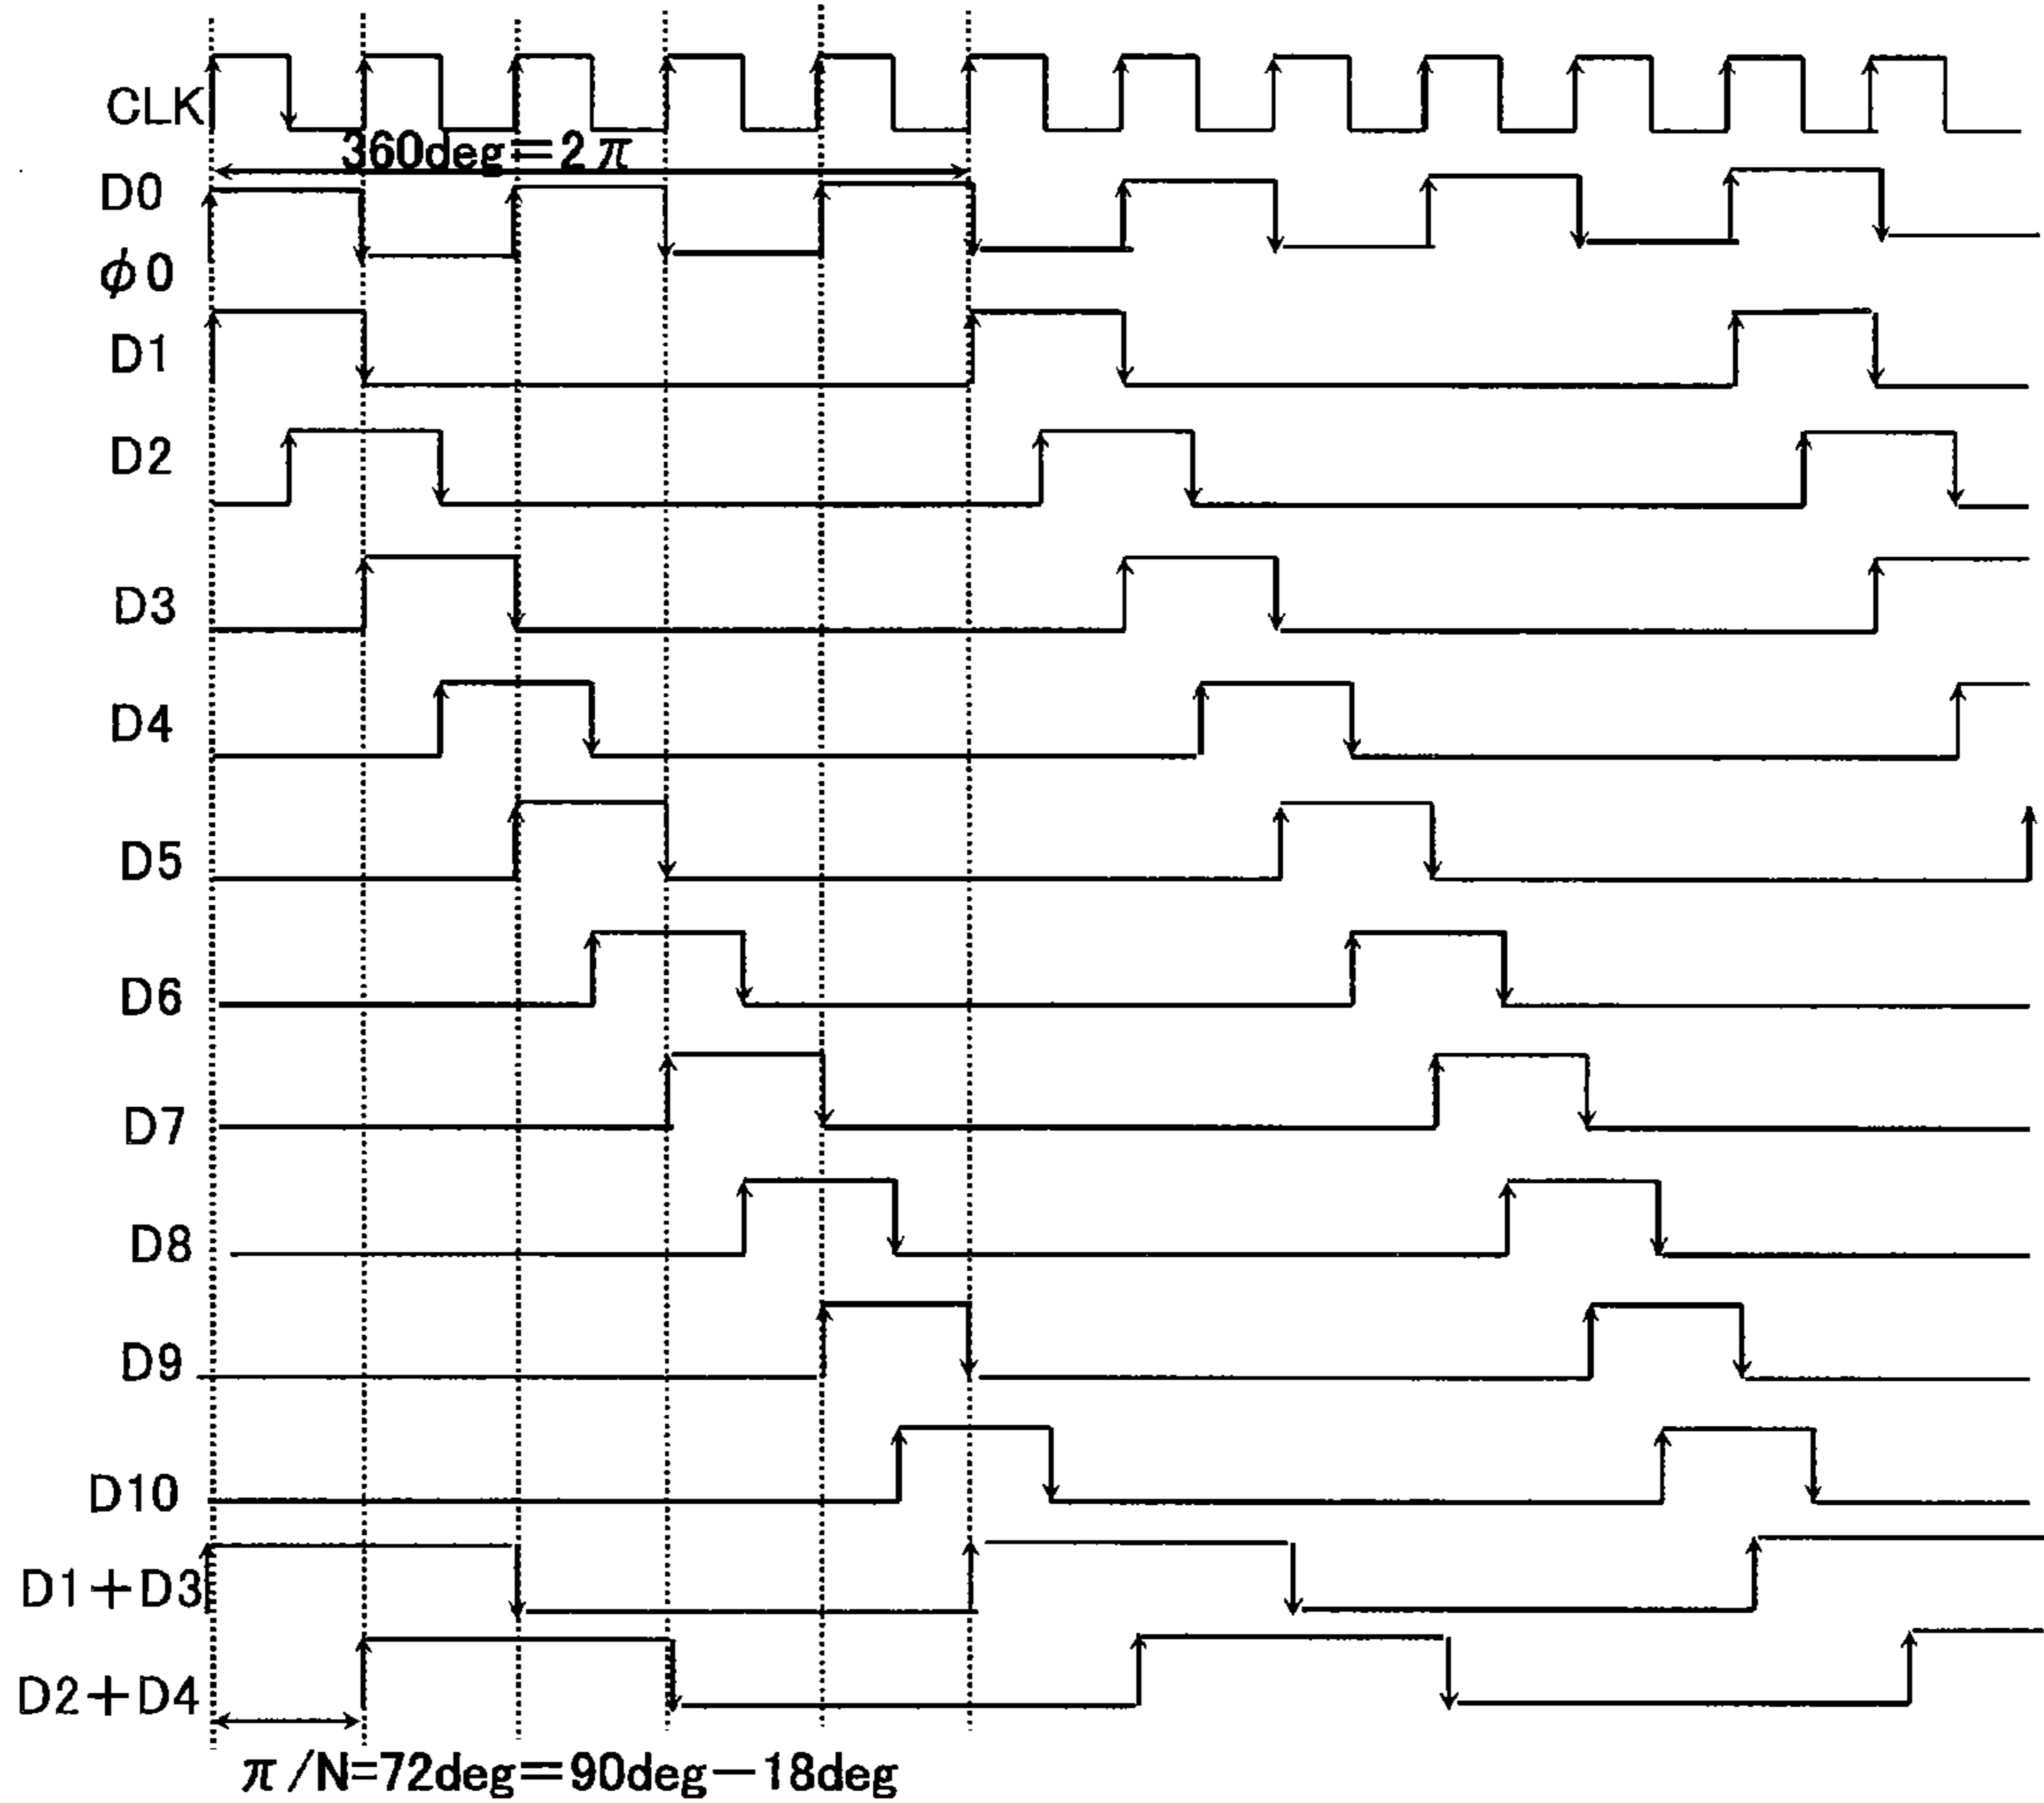 CLK
360deg=2π
D0
φ0
D1
D2
D3
D4
D5
D6
D7
D8
D9
D10
D1+D3
D2+D4
π/N=72deg=90deg-18deg